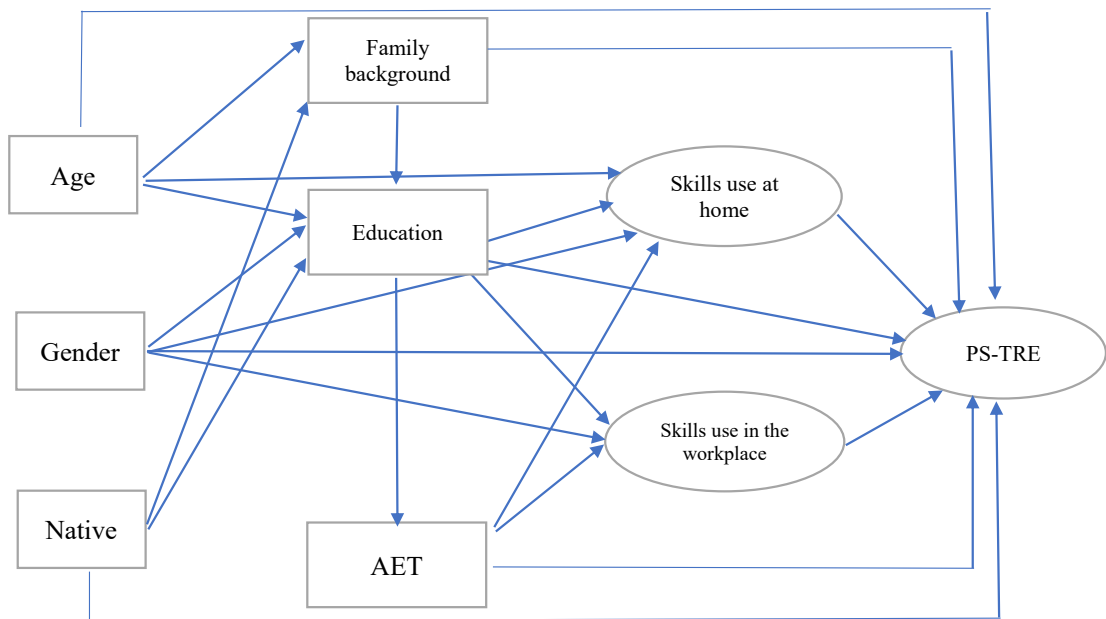 Family
background
Age
Skills use at
home
Education
Gender
PS-TRE
Skills use in the
workplace
Native
AET